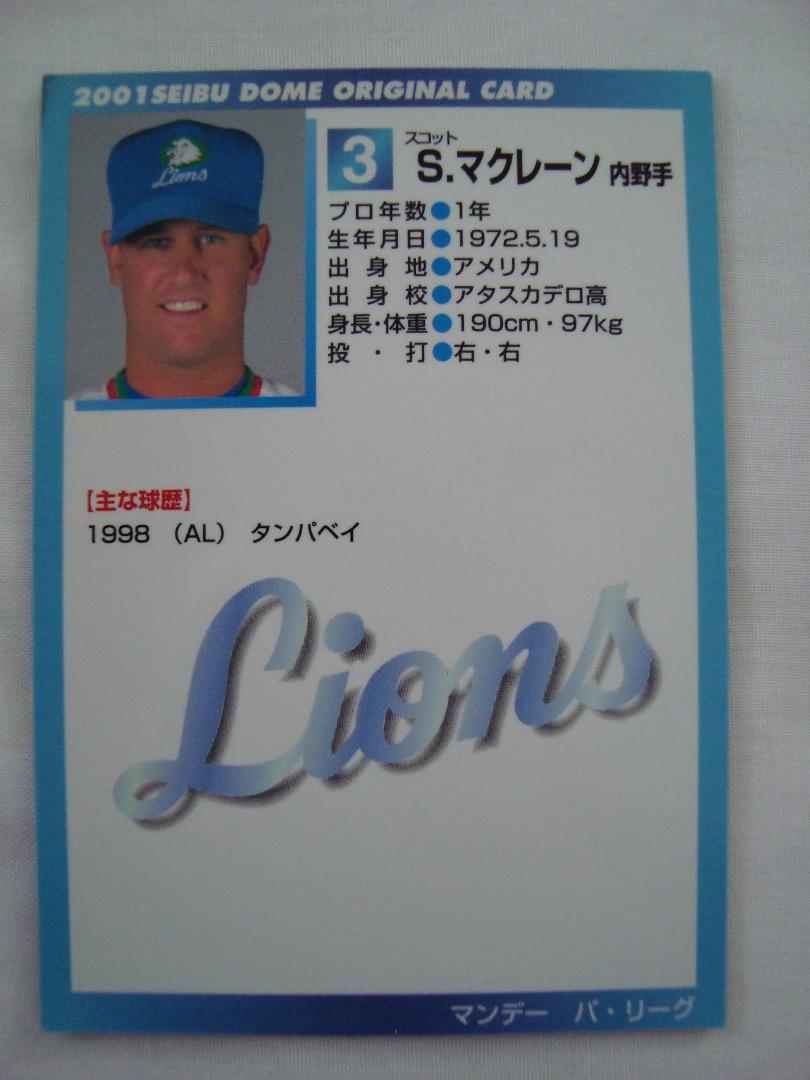 2001 SEIBU DOME ORIGINAL CARD
Lions
3
スコット
S.マクレーン 内野手
プロ年数●1年
生年月日●1972.5.19
出身地●アメリカ
出身校●アタスカデロ高
身長・体重●190cm・97kg
投・打●右・右
【主な球歴】
1998 （AL） タンパベイ
Lions
マンデー パ・リーグ